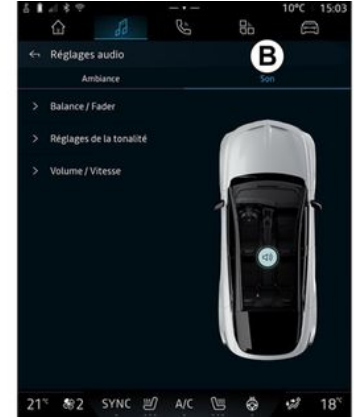 10°C 15:03
Réglages audio
B
Ambiance Son
> Balance / Fader
> Réglages de la tonalité
> Volume / Vitesse
21° 2 SYNC A/C 18°